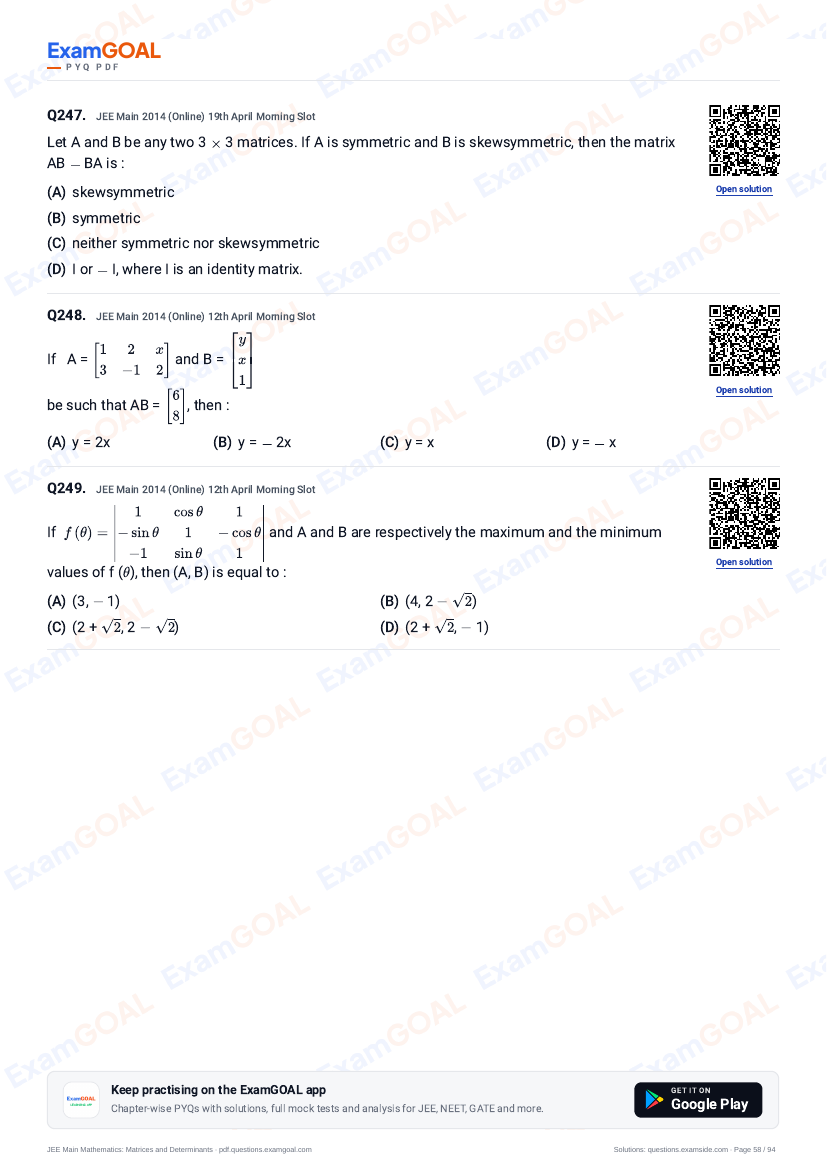 ExamGOAL
PYQ PDF
Q247. JEE Main 2014 (Online) 19th April Morning Slot
Let A and B be any two 3 × 3 matrices. If A is symmetric and B is skewsymmetric, then the matrix
AB − BA is :
(A) skewsymmetric
(B) symmetric
(C) neither symmetric nor skewsymmetric
(D) I or − I, where I is an identity matrix.
Open solution
Q248. JEE Main 2014 (Online) 12th April Morning Slot
If A = [1 2 x; 3 −1 2] and B = [y; x; 1]
be such that AB = [6; 8], then :
(A) y = 2x (B) y = − 2x (C) y = x (D) y = − x
Open solution
Q249. JEE Main 2014 (Online) 12th April Morning Slot
If f (θ) = |1 cos θ 1; − sin θ 1 − cos θ; −1 sin θ 1| and A and B are respectively the maximum and the minimum
values of f (θ), then (A, B) is equal to :
(A) (3, − 1) (B) (4, 2 − √2)
(C) (2 + √2, 2 − √2) (D) (2 + √2, − 1)
Open solution
Keep practising on the ExamGOAL app
Chapter-wise PYQs with solutions, full mock tests and analysis for JEE, NEET, GATE and more.
GET IT ON
Google Play
JEE Main Mathematics: Matrices and Determinants · pdf.questions.examgoal.com
Solutions: questions.examside.com · Page 58 / 94